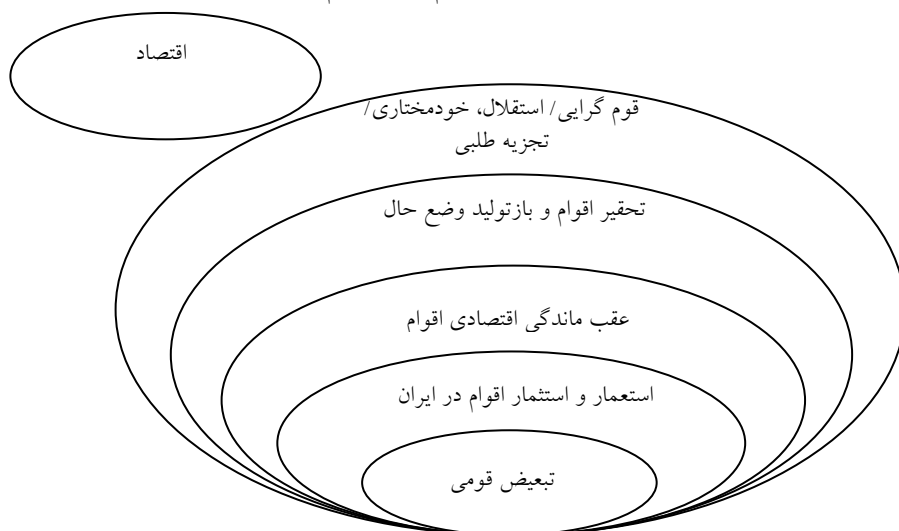 اقتصاد
قوم گرایی/ استقلال، خودمختاری/
تجزیه طلبی
تحقیر اقوام و بازتولید وضع حال
عقب ماندگی اقتصادی اقوام
استعمار و استثمار اقوام در ایران
تبعیض قومی